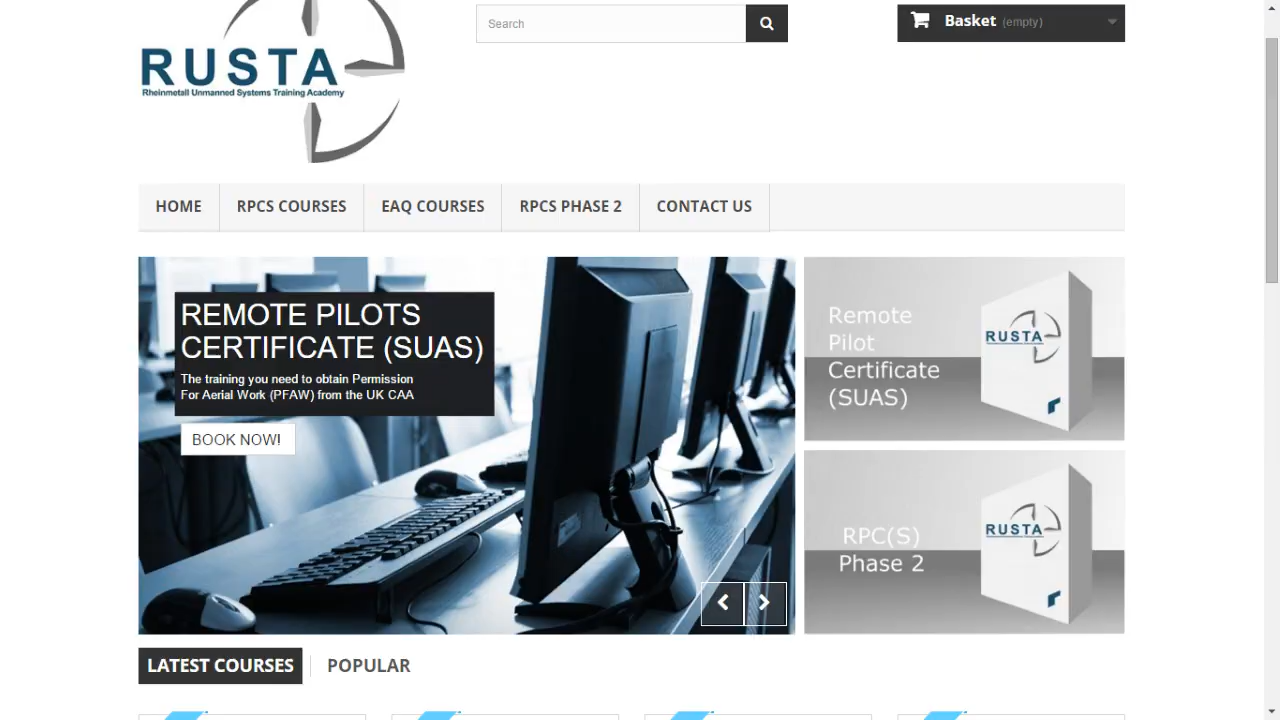 Search
Basket (empty)
RUSTA
Rheinmetall Unmanned Systems Training Academy
HOME
RPCS COURSES
EAQ COURSES
RPCS PHASE 2
CONTACT US
REMOTE PILOTS
CERTIFICATE (SUAS)
The training you need to obtain Permission
For Aerial Work (PFAW) from the UK CAA
BOOK NOW!
Remote
Pilot
Certificate
(SUAS)
RUSTA
RPC(S)
Phase 2
RUSTA
LATEST COURSES
POPULAR